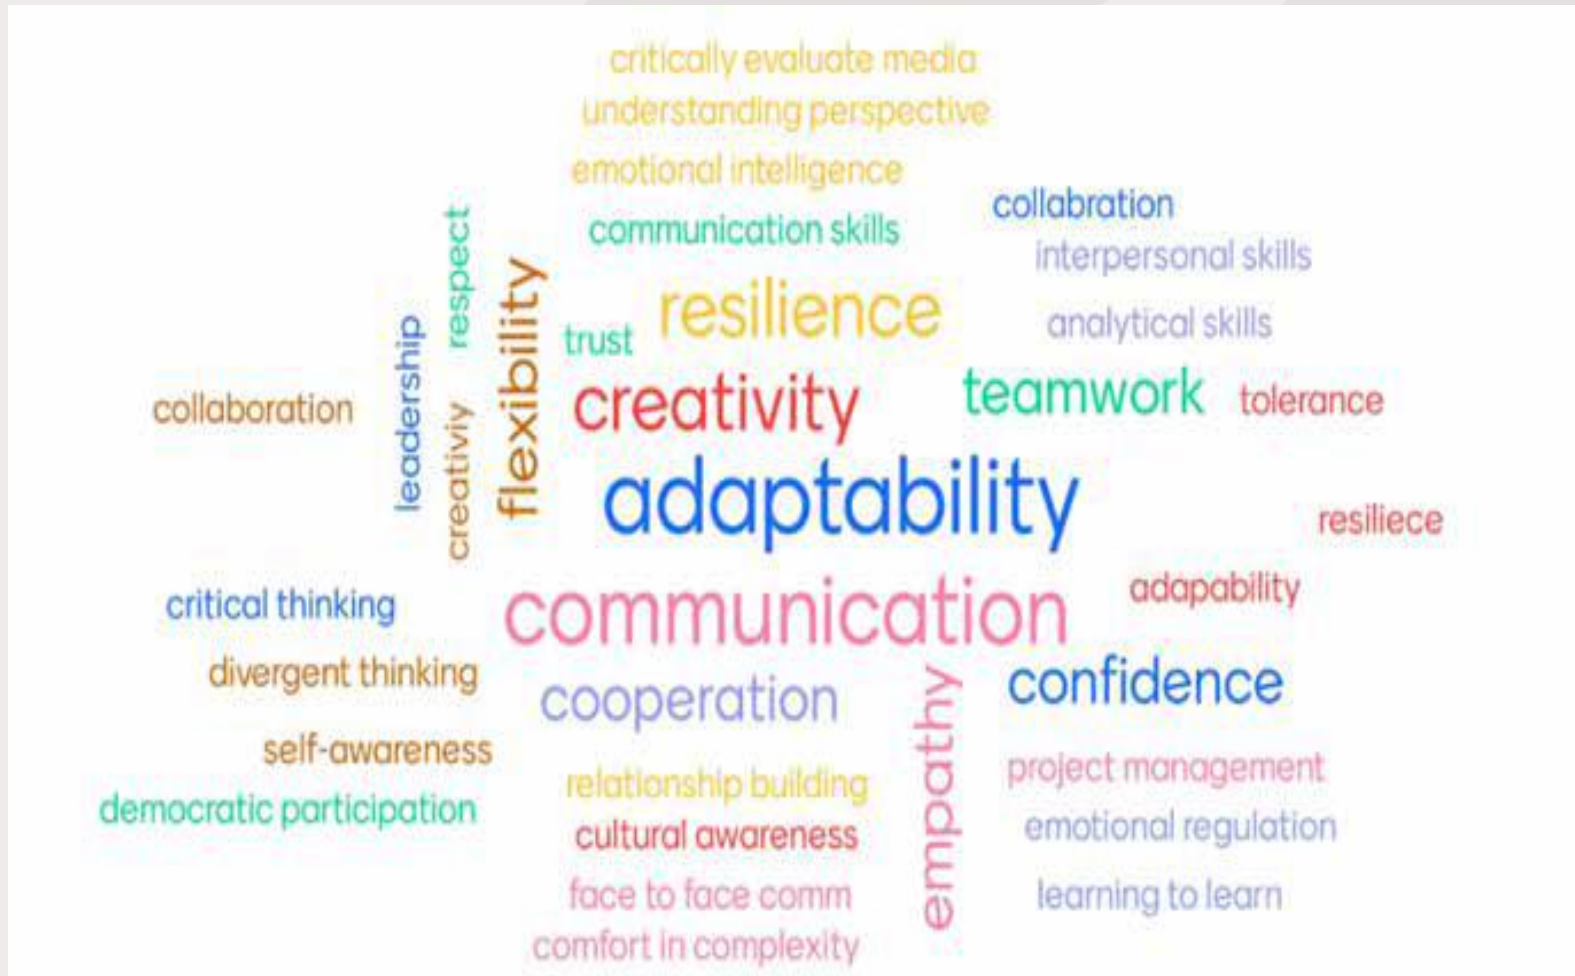 critically evaluate media
understanding perspective
emotional intelligence
communication skills
collabration
interpersonal skills
respect
flexibility
resilience
trust
analytical skills
leadership
collaboration
creativiy
creativity
teamwork
tolerance
adaptability
resiliece
critical thinking
communication
adapability
divergent thinking
cooperation
empathy
confidence
self-awareness
relationship building
project management
democratic participation
cultural awareness
emotional regulation
face to face comm
learning to learn
comfort in complexity